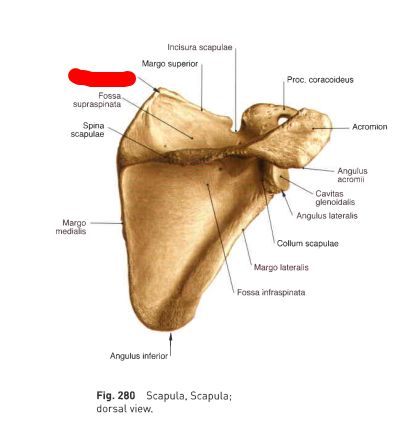 Incisura scapulae
Margo superior
Proc. coracoideus
Fossa
supraspinata
Acromion
Spina
scapulae
Angulus
acromii
Cavitas
glenoidalis
Angulus lateralis
Margo
medialis
Collum scapulae
Margo lateralis
Fossa infraspinata
Angulus inferior
Fig. 280 Scapula, Scapula;
dorsal view.